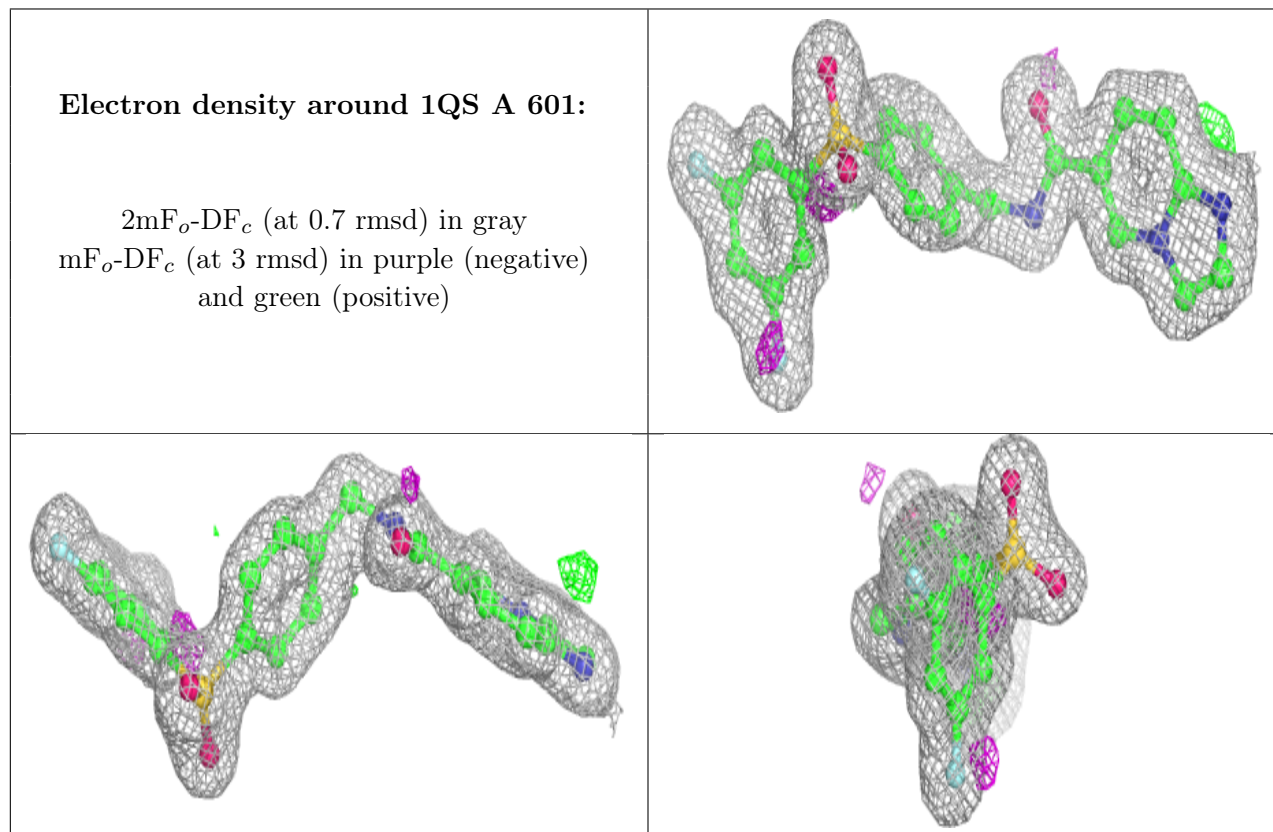 Electron density around 1QS A 601:
2mFo-DFc (at 0.7 rmsd) in gray
mFo-DFc (at 3 rmsd) in purple (negative)
and green (positive)